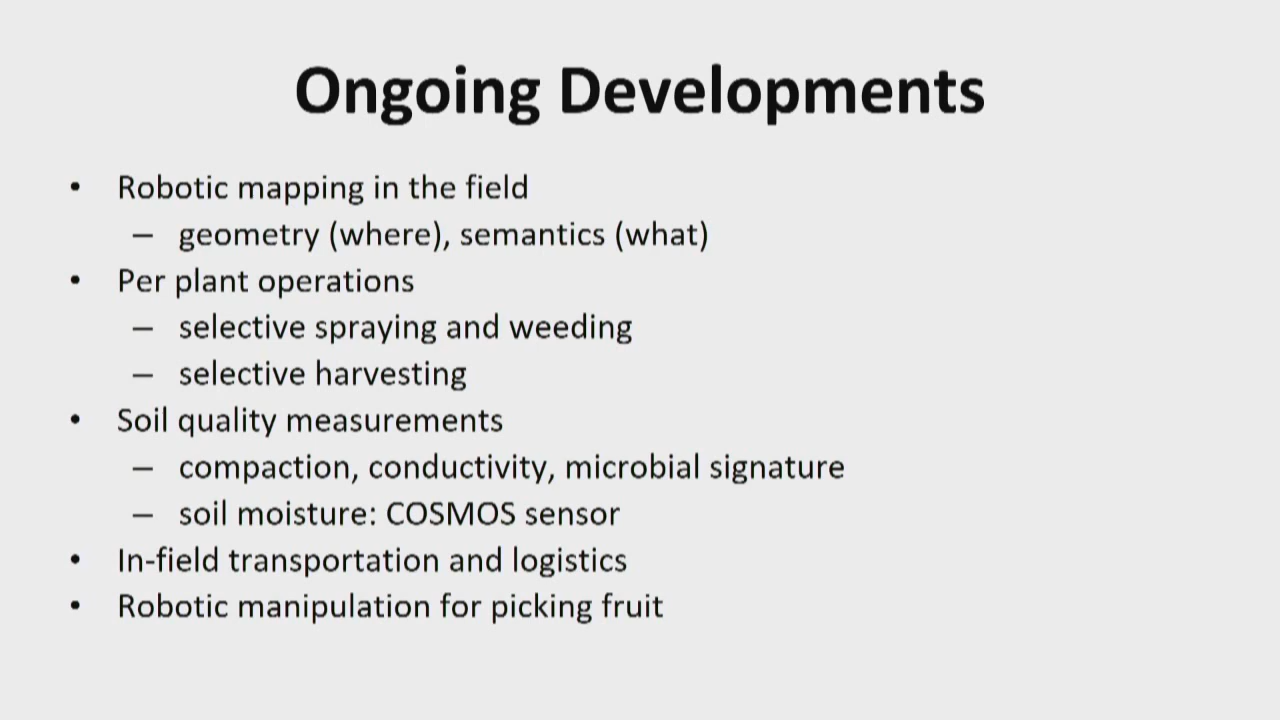 Ongoing Developments
• Robotic mapping in the field
– geometry (where), semantics (what)
• Per plant operations
– selective spraying and weeding
– selective harvesting
• Soil quality measurements
– compaction, conductivity, microbial signature
– soil moisture: COSMOS sensor
• In-field transportation and logistics
• Robotic manipulation for picking fruit